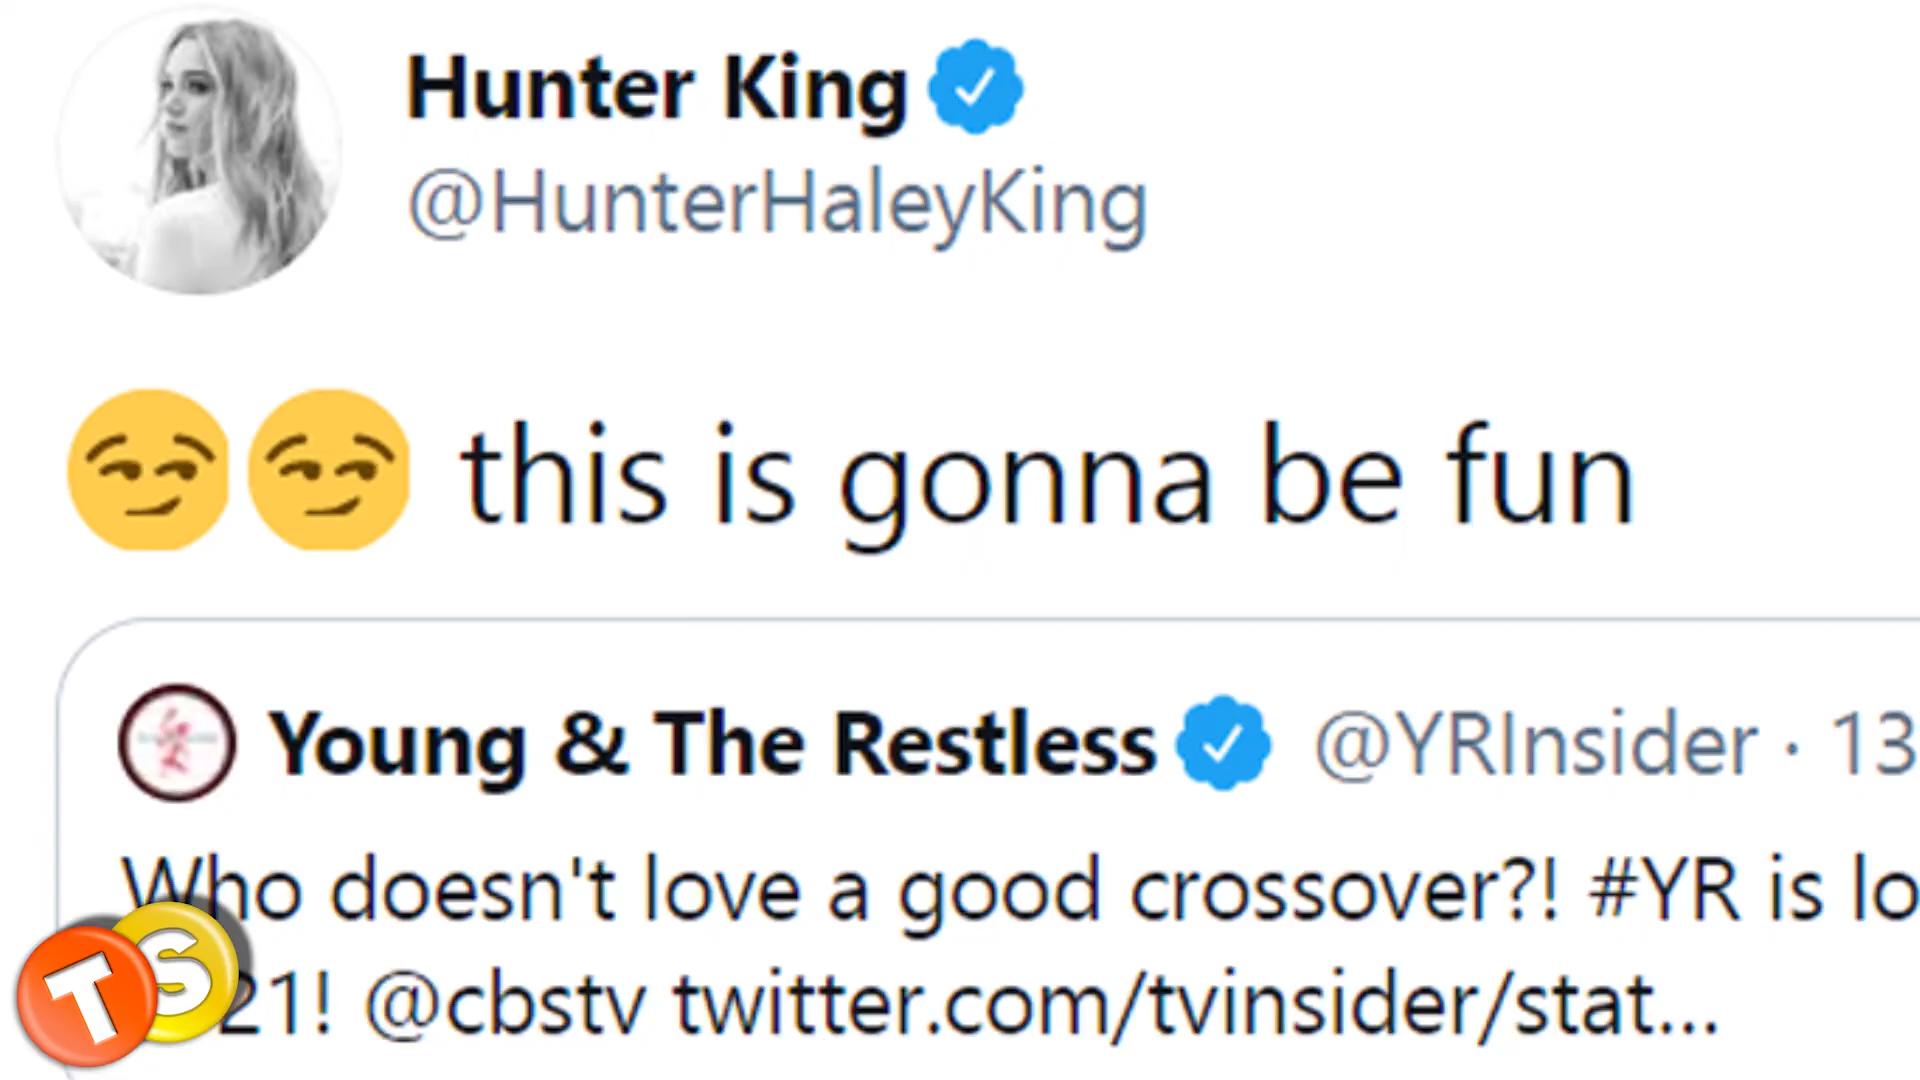 Hunter King
@HunterHaleyKing
😏😏 this is gonna be fun
Young & The Restless @YRInsider · 13
Who doesn't love a good crossover?! #YR is lo
21! @cbstv twitter.com/tvinsider/stat...
TS